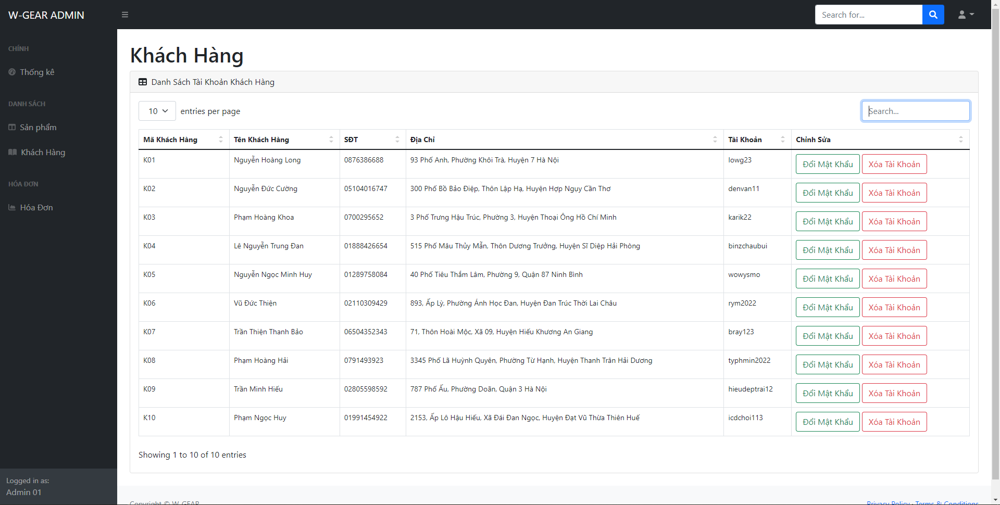 W-GEAR ADMIN
Search for...
CHÍNH
Thống kê
DANH SÁCH
Sản phẩm
Khách Hàng
HÓA ĐƠN
Hóa Đơn
Logged in as:
Admin 01
Khách Hàng
Danh Sách Tài Khoản Khách Hàng
10 entries per page
Search...
Mã Khách Hàng Tên Khách Hàng SĐT Địa Chỉ Tài Khoản Chỉnh Sửa
K01 Nguyễn Hoàng Long 0876386688 93 Phố Anh, Phường Khôi Trà, Huyện 7 Hà Nội lowg23 Đổi Mật Khẩu Xóa Tài Khoản
K02 Nguyễn Đức Cường 05104016747 300 Phố Bồ Bảo Điệp, Thôn Lập Hạ, Huyện Hợp Ngụy Cần Thơ denvan11 Đổi Mật Khẩu Xóa Tài Khoản
K03 Phạm Hoàng Khoa 0700295652 3 Phố Trưng Hậu Trúc, Phường 3, Huyện Thoại Ông Hồ Chí Minh karik22 Đổi Mật Khẩu Xóa Tài Khoản
K04 Lê Nguyễn Trung Đan 01888426654 515 Phố Mâu Thủy Mẫn, Thôn Dương Trưởng, Huyện Sĩ Diệp Hải Phòng binzchaubui Đổi Mật Khẩu Xóa Tài Khoản
K05 Nguyễn Ngọc Minh Huy 01289758084 40 Phố Tiêu Thắm Lâm, Phường 9, Quận 87 Ninh Bình wowysmo Đổi Mật Khẩu Xóa Tài Khoản
K06 Vũ Đức Thiện 02110309429 893, Ấp Lỳ, Phường Ánh Học Đan, Huyện Đan Trúc Thời Lai Châu rym2022 Đổi Mật Khẩu Xóa Tài Khoản
K07 Trần Thiện Thanh Bảo 06504352343 71, Thôn Hoài Mộc, Xã 09, Huyện Hiếu Khương An Giang bray123 Đổi Mật Khẩu Xóa Tài Khoản
K08 Phạm Hoàng Hải 0791493923 3345 Phố Lã Huỳnh Quyên, Phường Từ Hạnh, Huyện Thanh Trân Hải Dương typhmin2022 Đổi Mật Khẩu Xóa Tài Khoản
K09 Trần Minh Hiếu 02805598592 787 Phố Ấu, Phường Doãn, Quận 3 Hà Nội hieudeptrai12 Đổi Mật Khẩu Xóa Tài Khoản
K10 Phạm Ngọc Huy 01991454922 2153, Ấp Lô Hậu Hiếu, Xã Đái Đan Ngọc, Huyện Đạt Vũ Thừa Thiên Huế icdchoi113 Đổi Mật Khẩu Xóa Tài Khoản
Showing 1 to 10 of 10 entries
Copyright © W-GEAR
Privacy Policy · Terms & Conditions